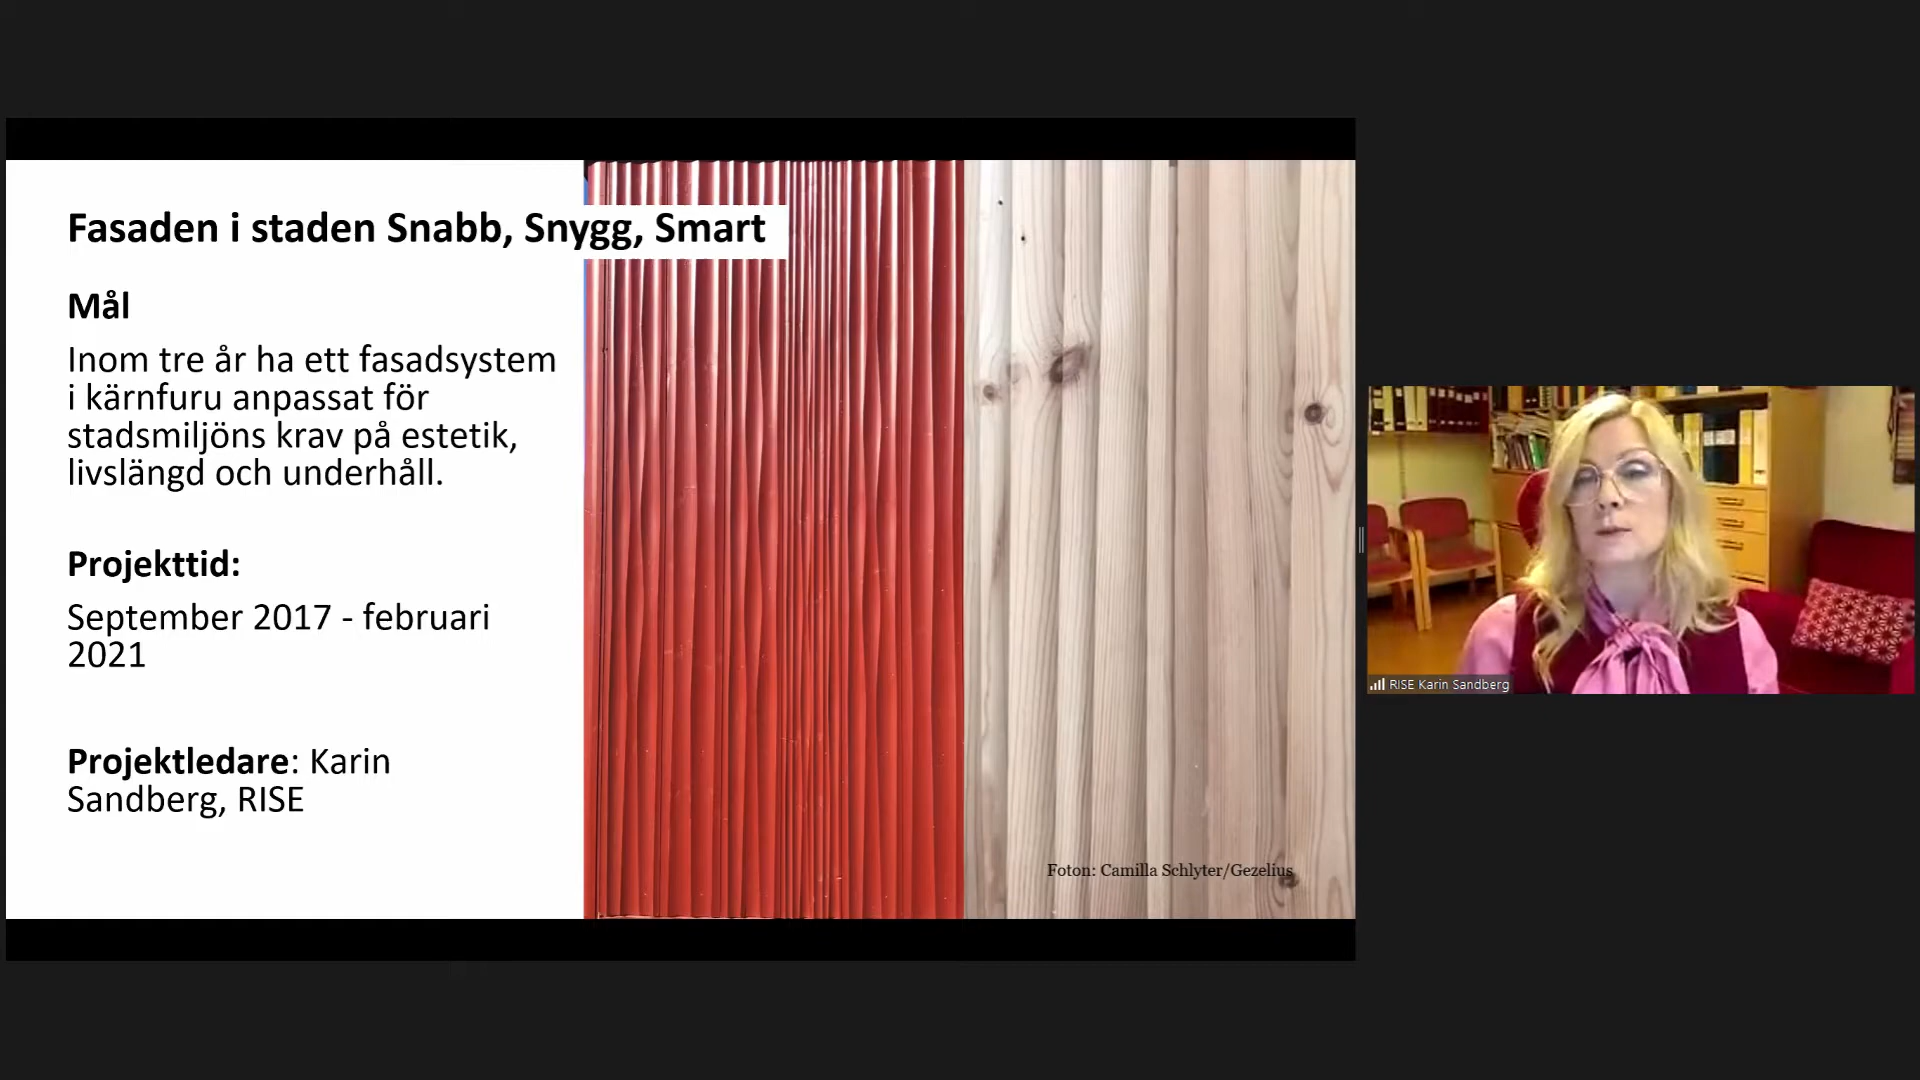 Fasaden i staden Snabb, Snygg, Smart
Mål
Inom tre år ha ett fasadsystem
i kärnfuru anpassat för
stadsmiljöns krav på estetik,
livslängd och underhåll.
Projekttid:
September 2017 - februari
2021
Projektledare: Karin
Sandberg, RISE
Foton: Camilla Schlyter/Gezelius
RISE Karin Sandberg